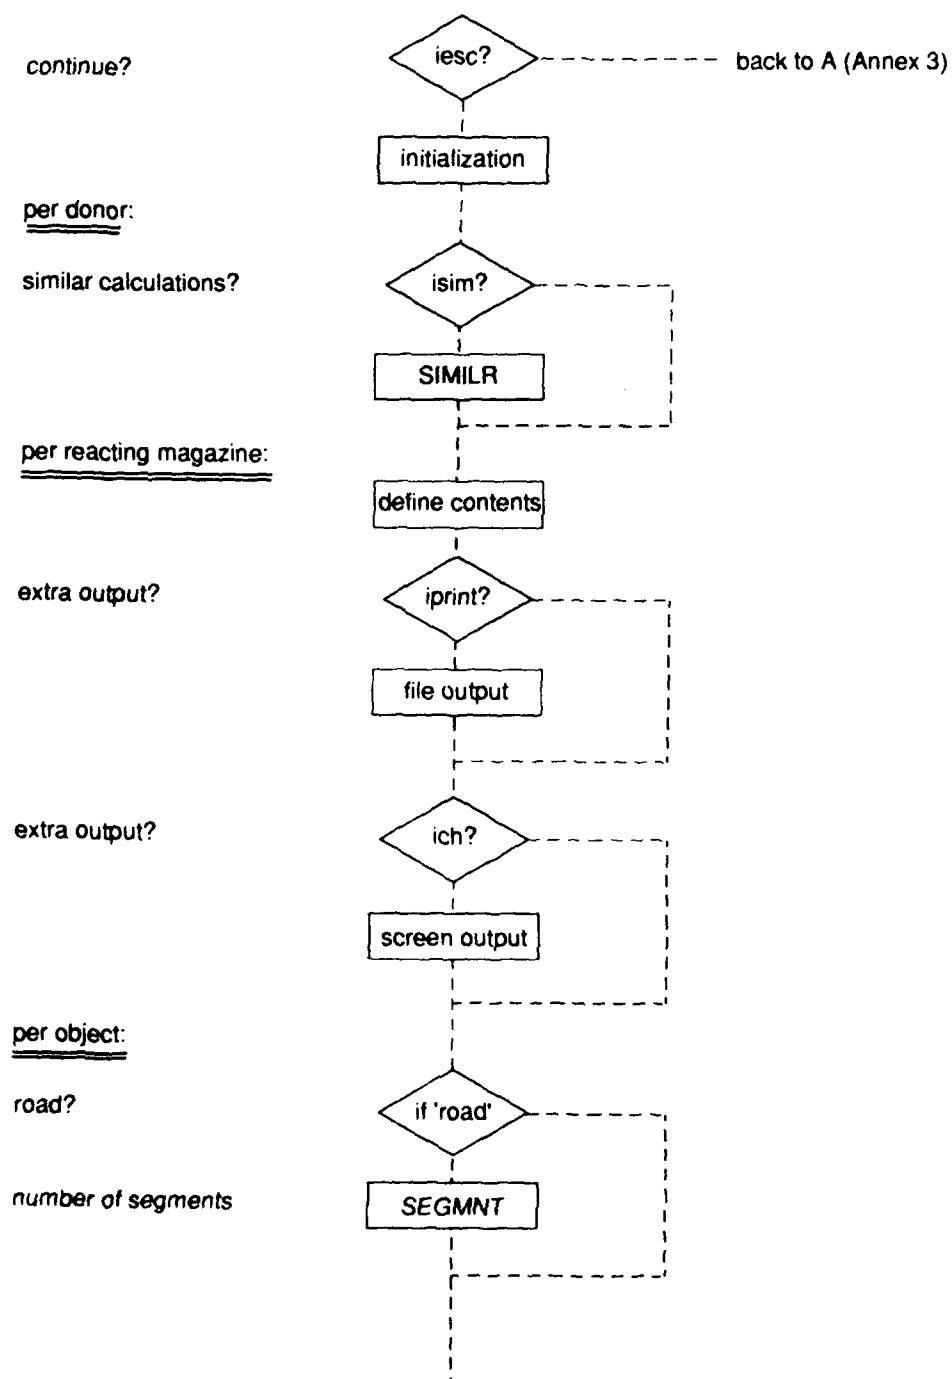 continue?
iesc?
back to A (Annex 3)
initialization
per donor:
similar calculations?
isim?
SIMILR
per reacting magazine:
define contents
extra output?
iprint?
file output
extra output?
ich?
screen output
per object:
road?
if 'road'
number of segments
SEGMNT